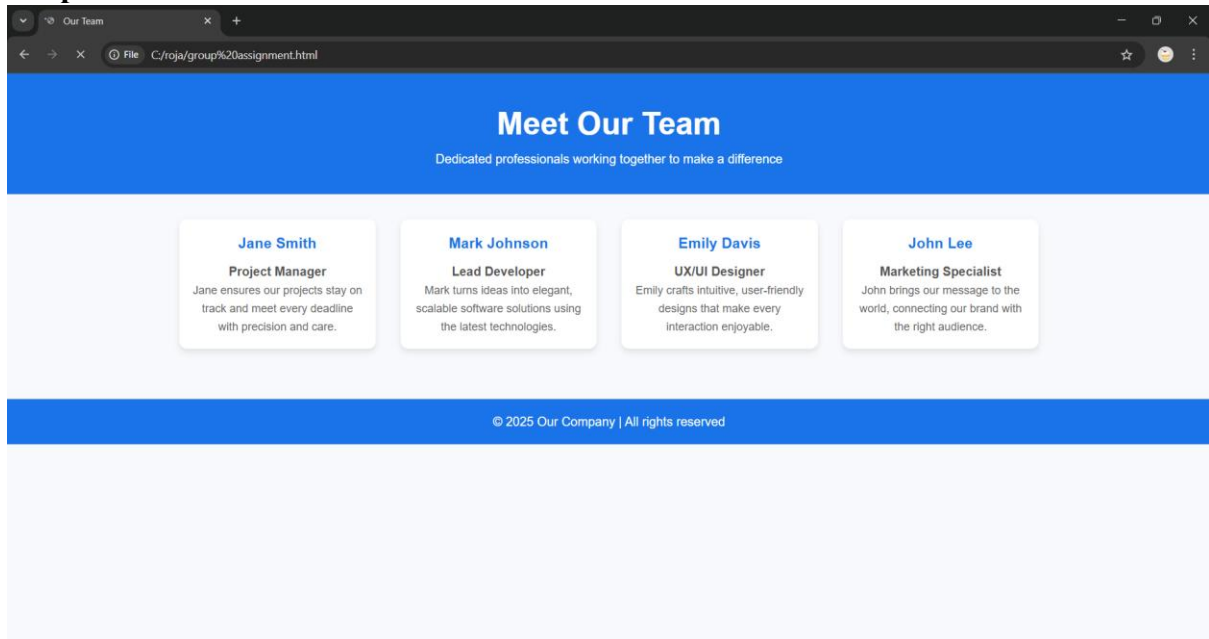 Our Team
File C:/roja/group%20assignment.html
Meet Our Team
Dedicated professionals working together to make a difference
Jane Smith
Project Manager
Jane ensures our projects stay on
track and meet every deadline
with precision and care.
Mark Johnson
Lead Developer
Mark turns ideas into elegant,
scalable software solutions using
the latest technologies.
Emily Davis
UX/UI Designer
Emily crafts intuitive, user-friendly
designs that make every
interaction enjoyable.
John Lee
Marketing Specialist
John brings our message to the
world, connecting our brand with
the right audience.
© 2025 Our Company | All rights reserved